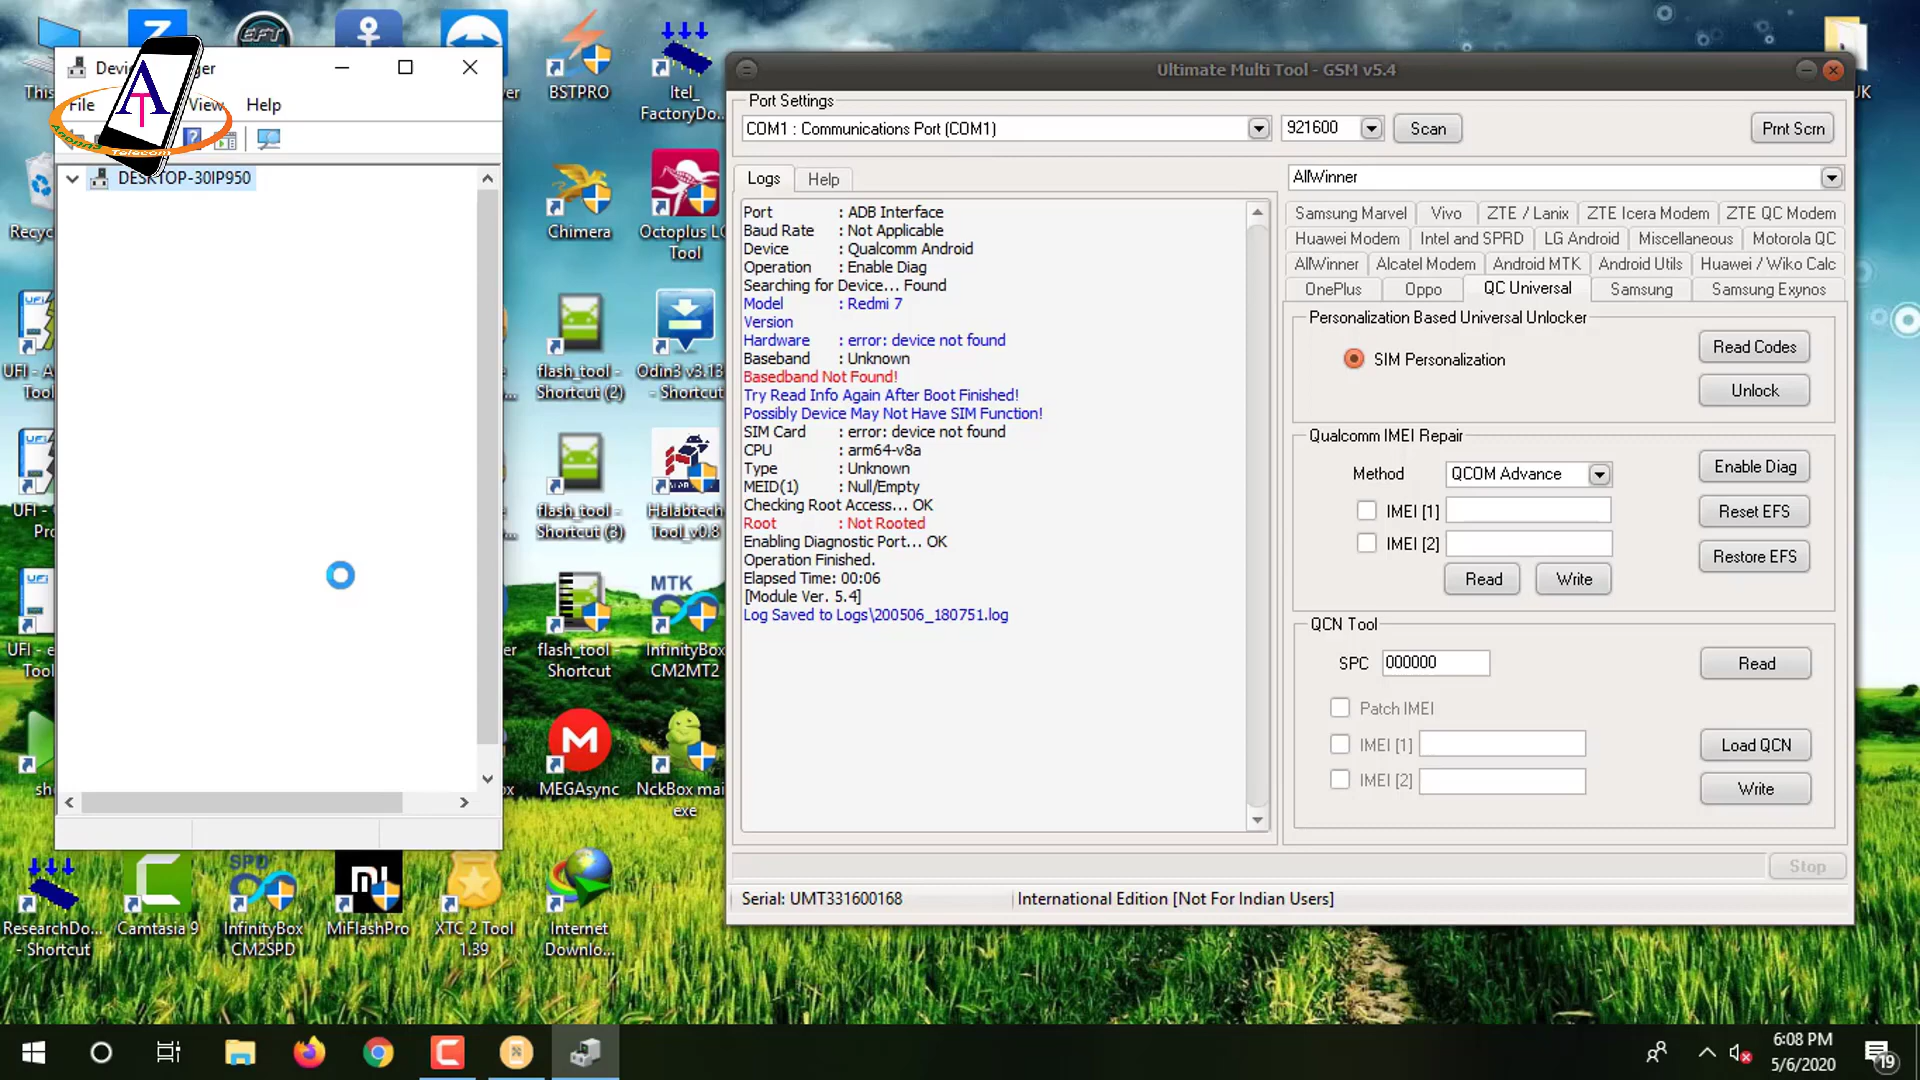 Device Manager
File
View
Help
DESKTOP-30IP950
BSTPRO
Itel_
FactoryDo...
Chimera
Octoplus LG
Tool
flash_tool -
Shortcut (2)
Odin3 v3.13
- Shortcut
flash_tool -
Shortcut (3)
Halabtech
Tool_v0.8
flash_tool -
Shortcut
MTK
InfinityBox
CM2MT2
MEGAsync
NckBox mai
exe
ResearchDo...
- Shortcut
Camtasia 9
SPD
InfinityBox
CM2SPD
MiFlashPro
XTC 2 Tool
1.39
Internet
Downlo...
AT
Telecom
Ultimate Multi Tool - GSM v5.4
Port Settings
COM1 : Communications Port (COM1)
921600
Scan
Prnt Scrn
Logs
Help
Port : ADB Interface
Baud Rate : Not Applicable
Device : Qualcomm Android
Operation : Enable Diag
Searching for Device... Found
Model : Redmi 7
Version
Hardware : error: device not found
Baseband : Unknown
Basedband Not Found!
Try Read Info Again After Boot Finished!
Possibly Device May Not Have SIM Function!
SIM Card : error: device not found
CPU : arm64-v8a
Type : Unknown
MEID(1) : Null/Empty
Checking Root Access... OK
Root : Not Rooted
Enabling Diagnostic Port... OK
Operation Finished.
Elapsed Time: 00:06
[Module Ver. 5.4]
Log Saved to Logs\200506_180751.log
AllWinner
Samsung Marvel Vivo ZTE / Lanix ZTE Icera Modem ZTE QC Modem
Huawei Modem Intel and SPRD LG Android Miscellaneous Motorola QC
AllWinner Alcatel Modem Android MTK Android Utils Huawei / Wiko Calc
OnePlus Oppo QC Universal Samsung Samsung Exynos
Personalization Based Universal Unlocker
SIM Personalization
Read Codes
Unlock
Qualcomm IMEI Repair
Method QCOM Advance
Enable Diag
IMEI [1]
Reset EFS
IMEI [2]
Restore EFS
Read Write
QCN Tool
SPC 000000
Read
Patch IMEI
IMEI [1]
Load QCN
IMEI [2]
Write
Stop
Serial: UMT331600168
International Edition [Not For Indian Users]
6:08 PM
5/6/2020
19